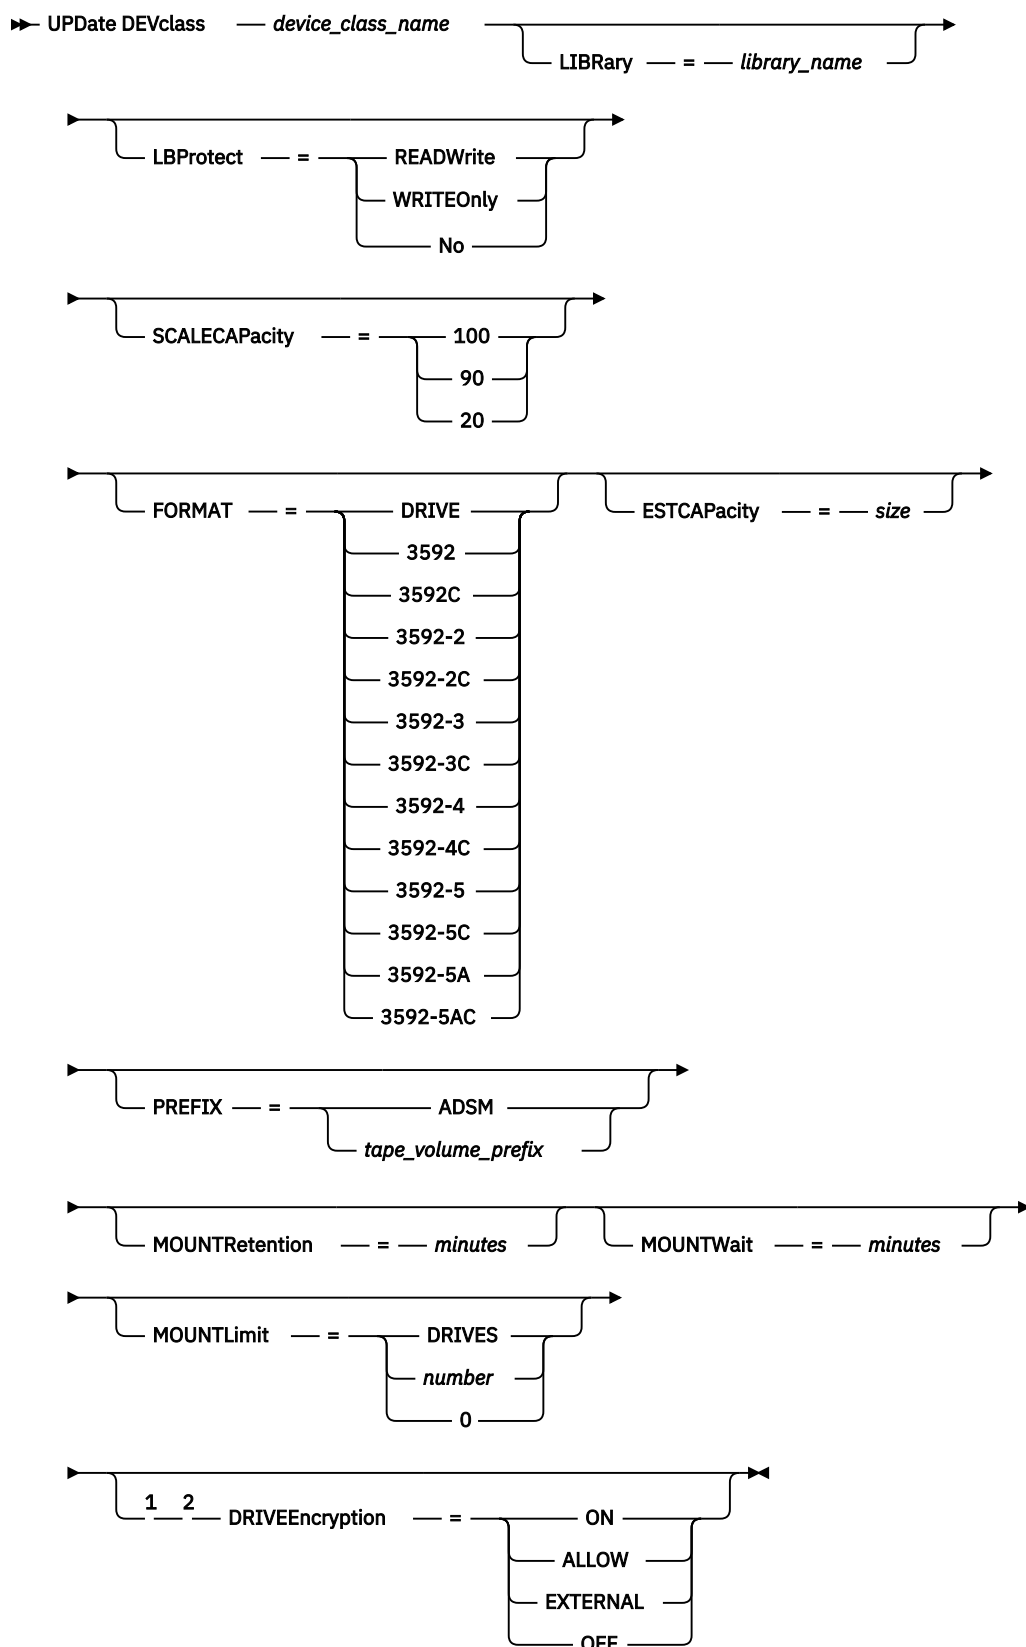 UPDate DEVclass device_class_name
LIBRary = library_name
LBProtect = READWrite
WRITEOnly
No
SCALECAPacity = 100
90
20
FORMAT = DRIVE ESTCAPacity = size
3592
3592C
3592-2
3592-2C
3592-3
3592-3C
3592-4
3592-4C
3592-5
3592-5C
3592-5A
3592-5AC
PREFIX = ADSM
tape_volume_prefix
MOUNTRetention = minutes MOUNTWait = minutes
MOUNTLimit = DRIVES
number
0
1 2 DRIVEEncryption = ON
ALLOW
EXTERNAL
OFF